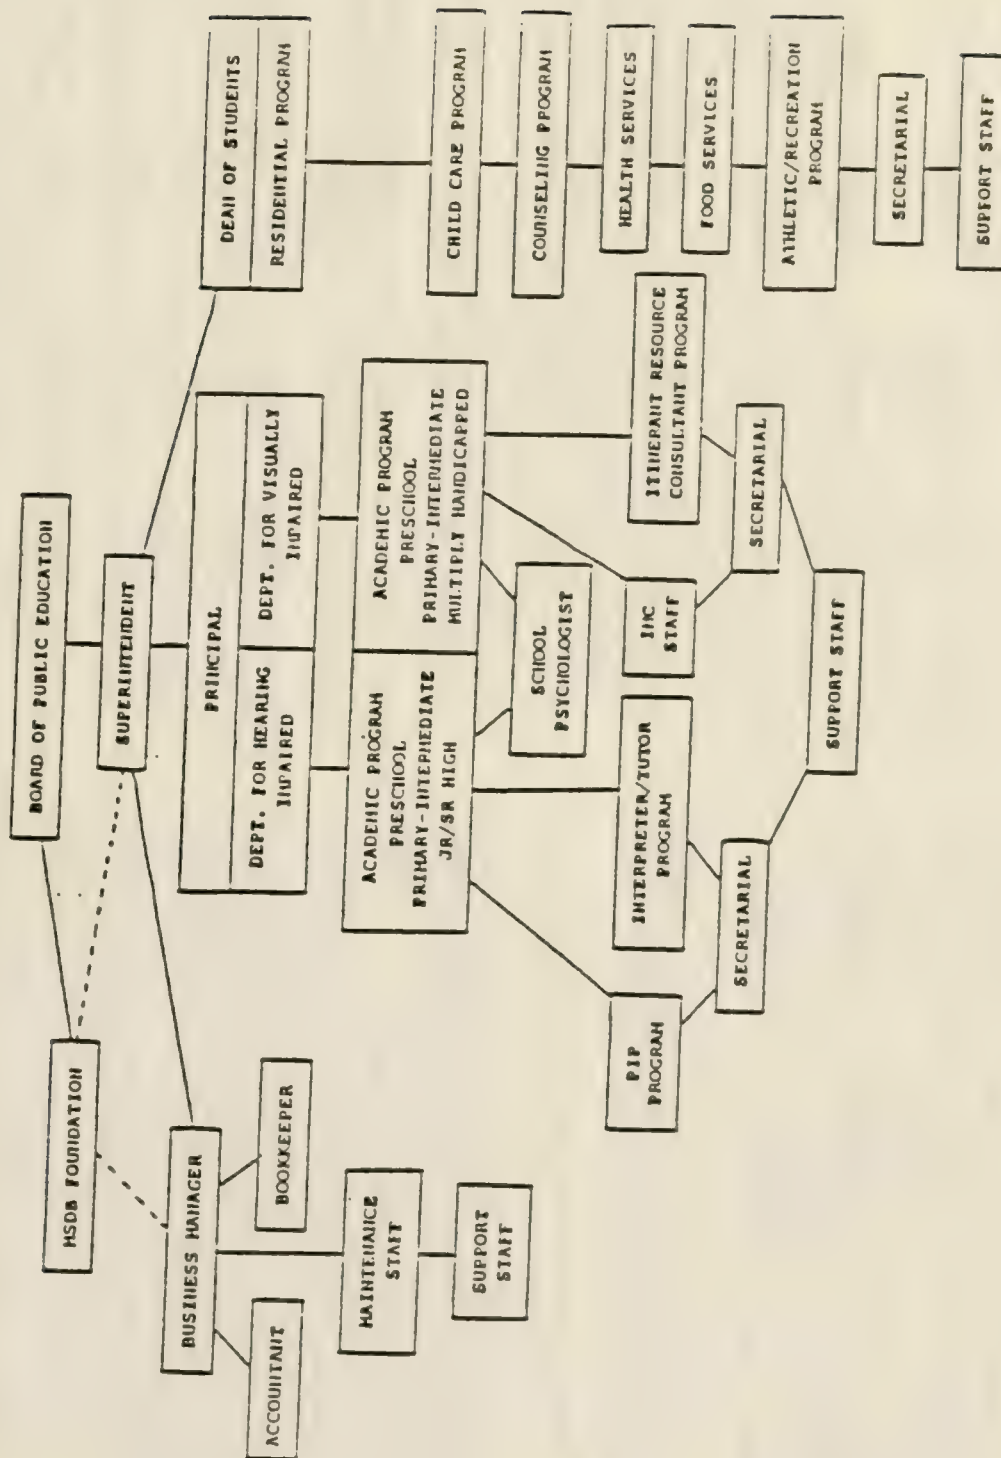 BOARD OF PUBLIC EDUCATION
MSDB FOUNDATION
SUPERINTENDENT
BUSINESS MANAGER
PRINCIPAL
DEPT. FOR HEARING
IMPAIRED
DEPT. FOR VISUALLY
IMPAIRED
DEAN OF STUDENTS
RESIDENTIAL PROGRAM
ACCOUNTANT
BOOKKEEPER
MAINTENANCE
STAFF
SUPPORT
STAFF
ACADEMIC PROGRAM
PRESCHOOL
PRIMARY-INTERMEDIATE
JR/SR HIGH
ACADEMIC PROGRAM
PRESCHOOL
PRIMARY-INTERMEDIATE
MULTIPLY HANDICAPPED
SCHOOL
PSYCHOLOGIST
PIP
PROGRAM
INTERPRETER/TUTOR
PROGRAM
IMC
STAFF
ITINERANT RESOURCE
CONSULTANT PROGRAM
SECRETARIAL
SECRETARIAL
SUPPORT STAFF
CHILD CARE PROGRAM
COUNSELING PROGRAM
HEALTH SERVICES
FOOD SERVICES
ATHLETIC/RECREATION
PROGRAM
SECRETARIAL
SUPPORT STAFF